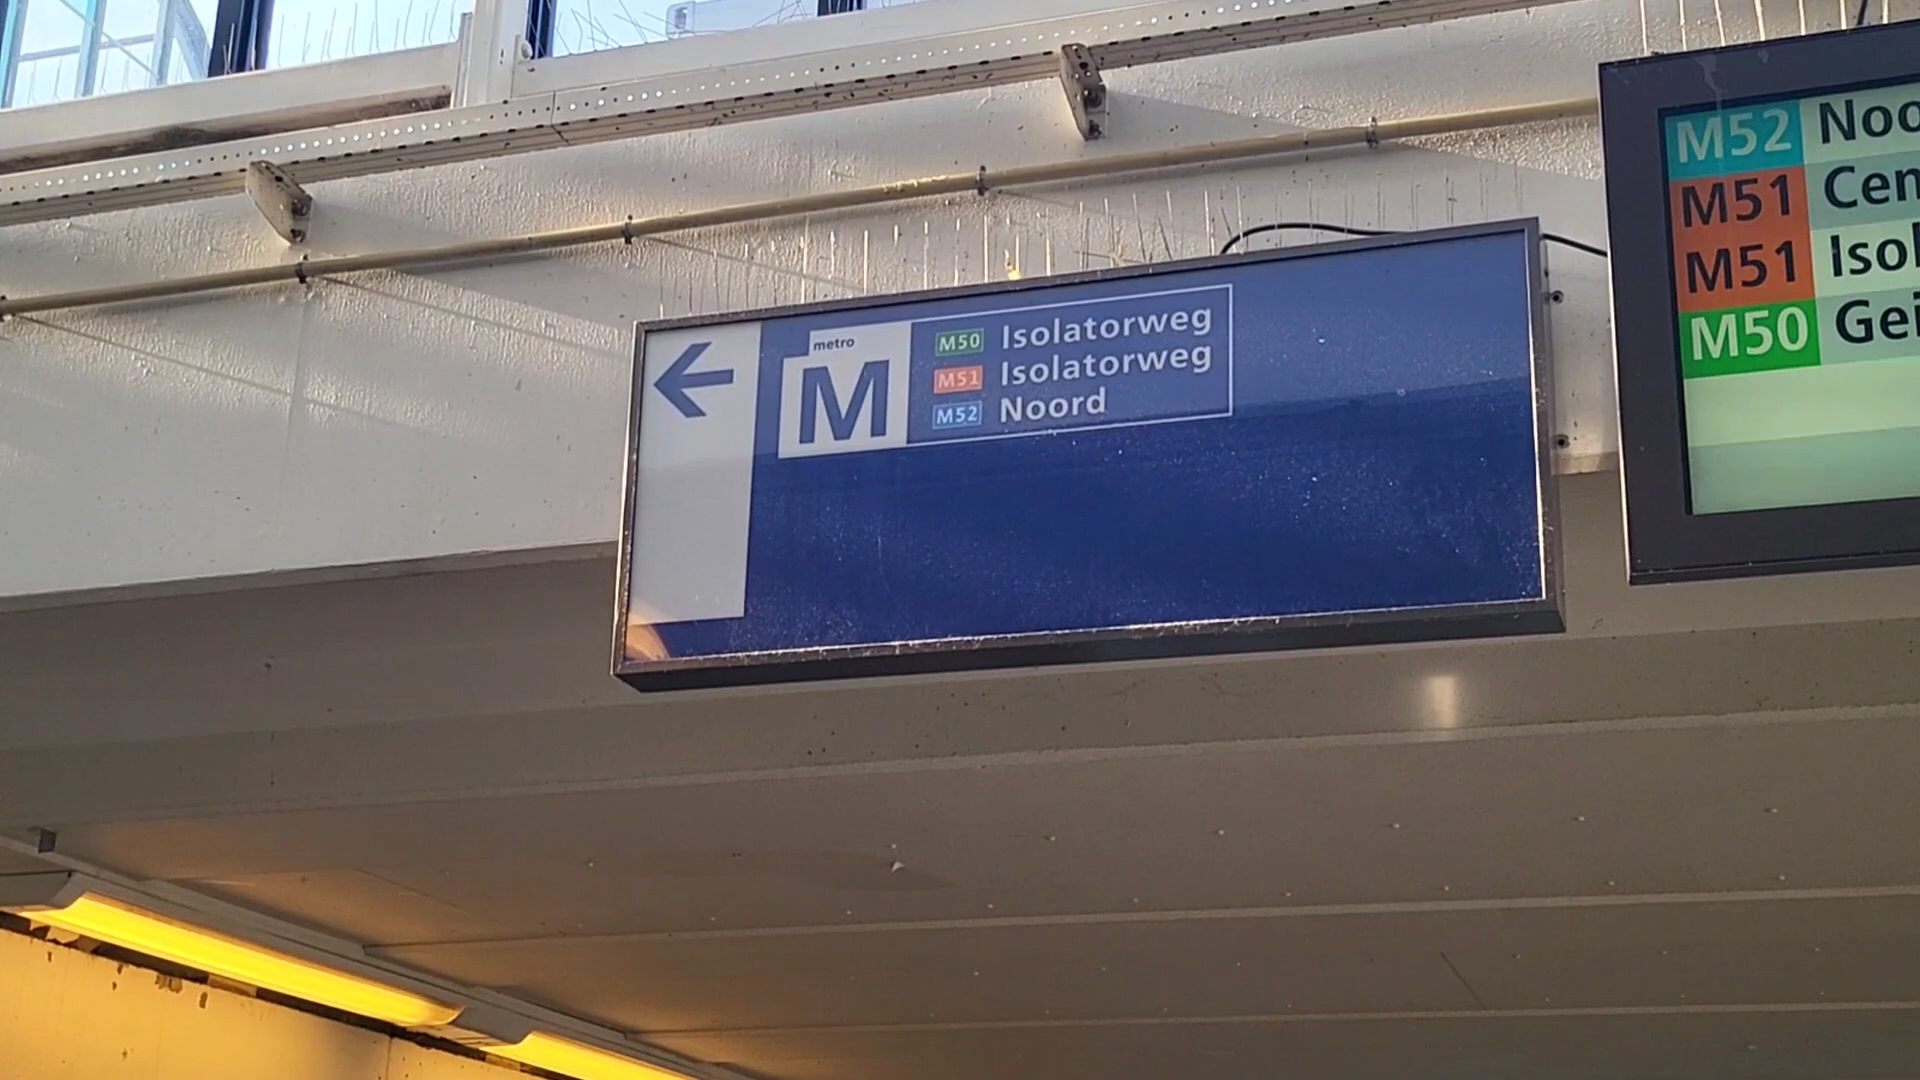 metro
M
M50 Isolatorweg
M51 Isolatorweg
M52 Noord
M52 Noo
M51 Cen
M51 Isol
M50 Gei